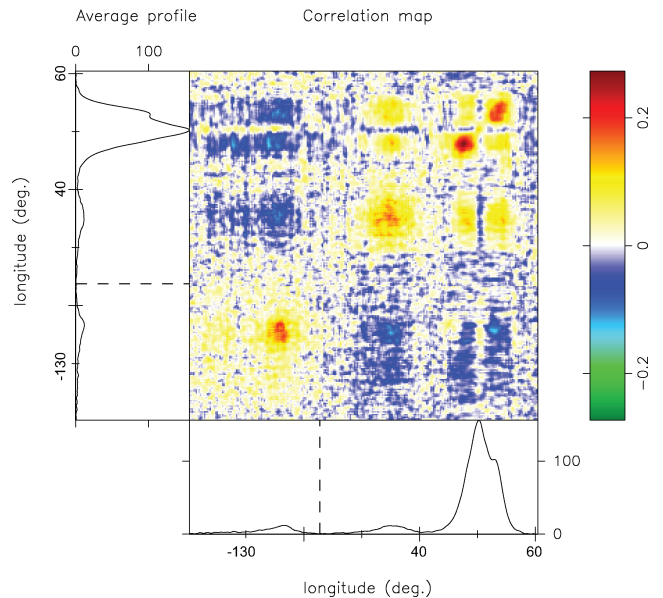 Average profile
Correlation map
0 100
60
40
-130
longitude (deg.)
0.2
0
−0.2
100
0
-130 40 60
longitude (deg.)